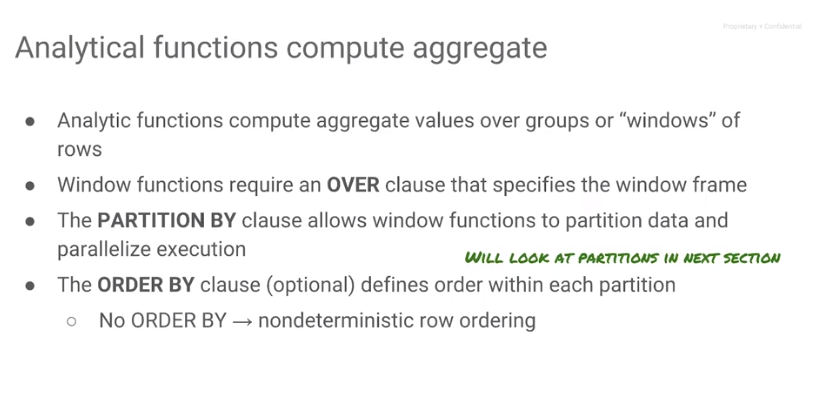 Proprietary + Confidential
Analytical functions compute aggregate
● Analytic functions compute aggregate values over groups or “windows” of
rows
● Window functions require an OVER clause that specifies the window frame
● The PARTITION BY clause allows window functions to partition data and
parallelize execution
WILL LOOK AT PARTITIONS IN NEXT SECTION
● The ORDER BY clause (optional) defines order within each partition
○ No ORDER BY → nondeterministic row ordering